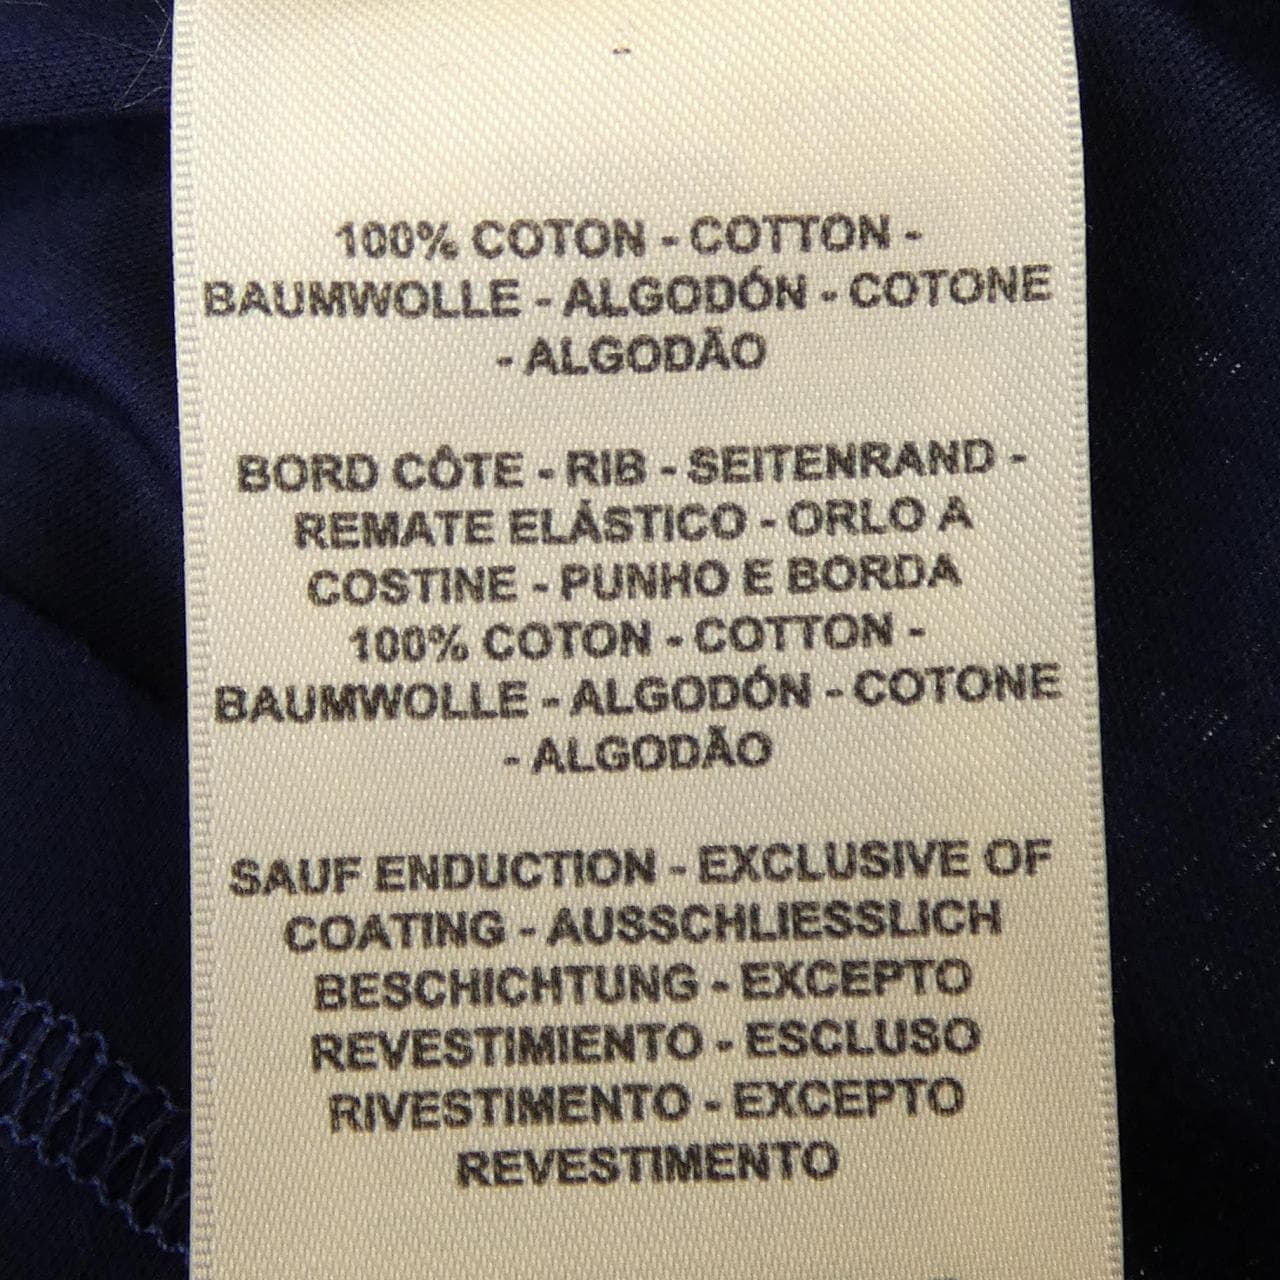 -
100% COTON - COTTON -
BAUMWOLLE - ALGODÓN - COTONE
- ALGODÃO
BORD CÔTE - RIB - SEITENRAND -
REMATE ELÁSTICO - ORLO A
COSTINE - PUNHO E BORDA
100% COTON - COTTON -
BAUMWOLLE - ALGODÓN - COTONE
- ALGODÃO
SAUF ENDUCTION - EXCLUSIVE OF
COATING - AUSSCHLIESSLICH
BESCHICHTUNG - EXCEPTO
REVESTIMIENTO - ESCLUSO
RIVESTIMENTO - EXCEPTO
REVESTIMENTO